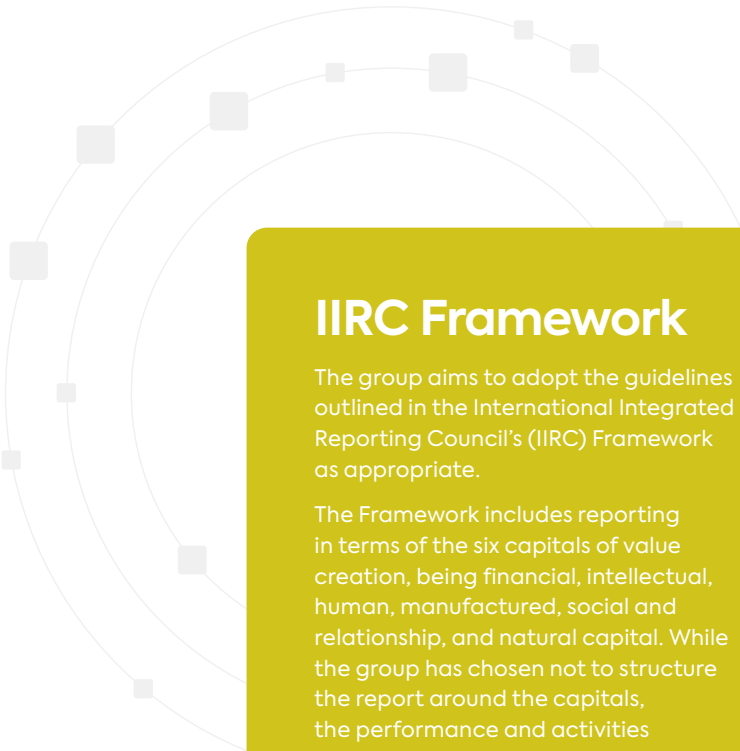 IIRC Framework
The group aims to adopt the guidelines
outlined in the International Integrated
Reporting Council’s (IIRC) Framework
as appropriate.
The Framework includes reporting
in terms of the six capitals of value
creation, being financial, intellectual,
human, manufactured, social and
relationship, and natural capital. While
the group has chosen not to structure
the report around the capitals,
the performance and activities